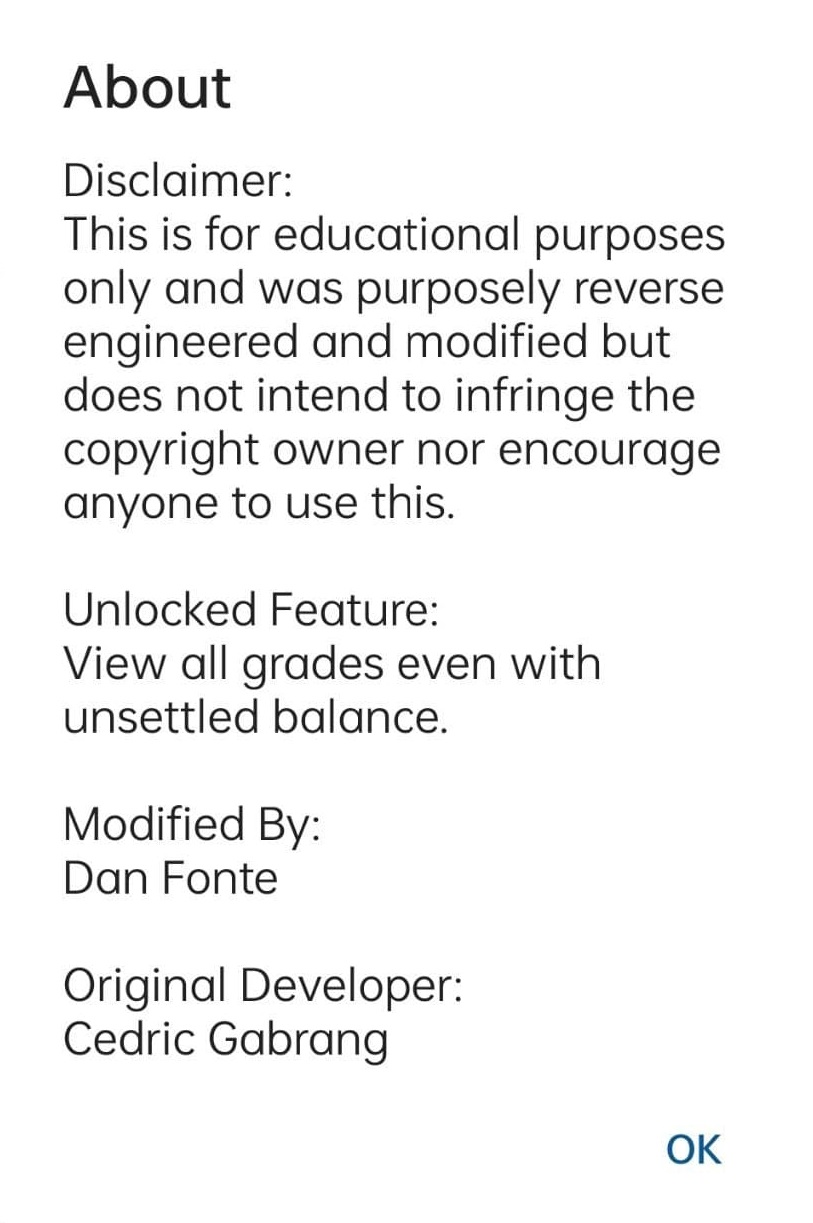 About
Disclaimer:
This is for educational purposes
only and was purposely reverse
engineered and modified but
does not intend to infringe the
copyright owner nor encourage
anyone to use this.
Unlocked Feature:
View all grades even with
unsettled balance.
Modified By:
Dan Fonte
Original Developer:
Cedric Gabrang
OK